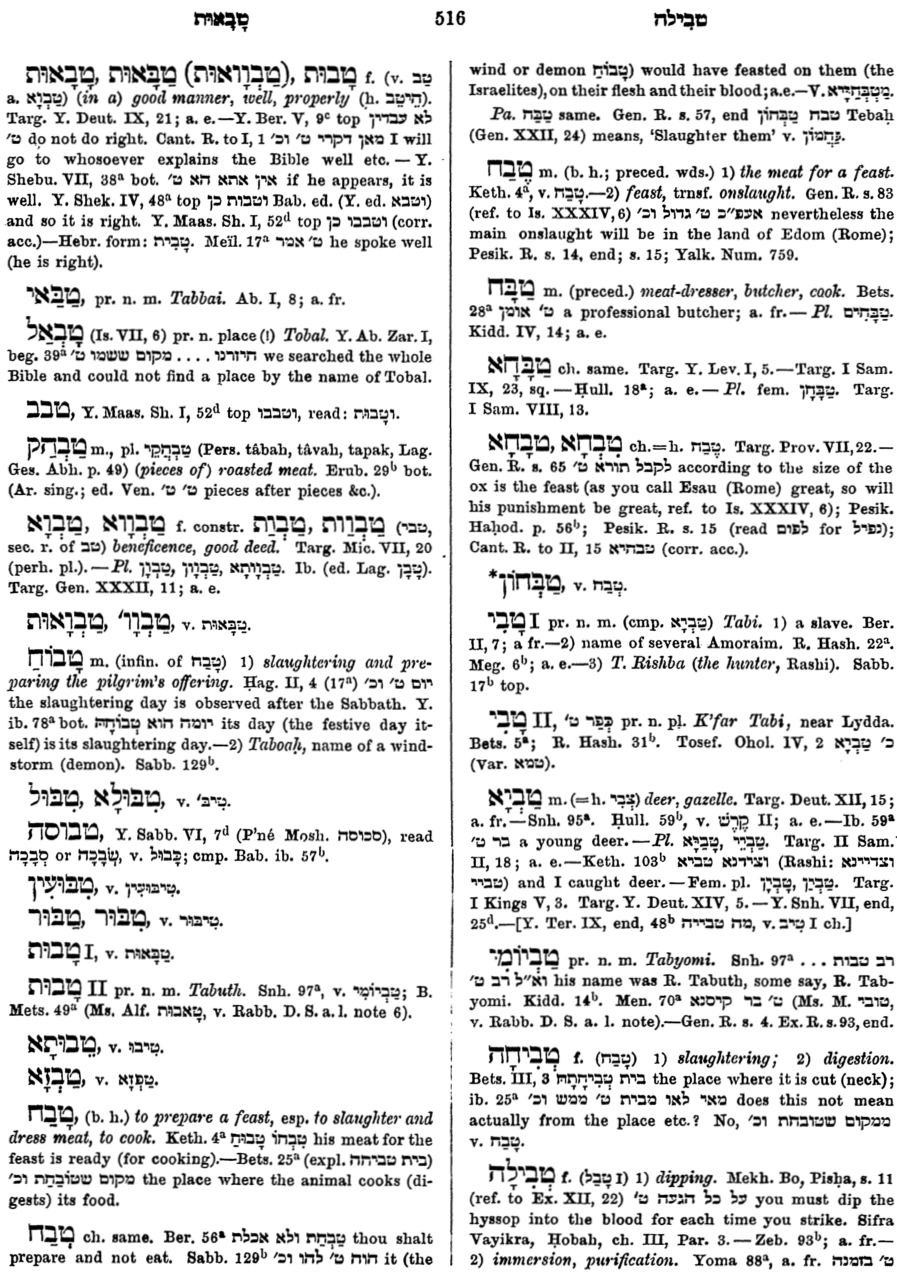 טָבָאוּת
516
טבילה
טָבוּת, (טַבְוָואוּת) טַבָּאוּת, טָבָאוּת f. (v. טב
a. טָבְוָא) (in a) good manner, well, properly (h. הֵיטֵב).
Targ. Y. Deut. IX, 21; a. e.—Y. Ber. V, 9ᶜ top לא עבדין
ט׳ do not do right. Cant. R. to I, 1 מאן דקרי ט׳ וכ׳ I will
go to whosoever explains the Bible well etc. — Y.
Shebu. VII, 38ᵃ bot. אין אתא הא ט׳ if he appears, it is
well. Y. Shek. IV, 48ᵃ top וטבות כן Bab. ed. (Y. ed. וטבא)
and so it is right. Y. Maas. Sh. I, 52ᵈ top וטבבו כן (corr.
acc.)—Hebr. form: טָבִית. Meïl. 17ᵃ ט׳ אמר he spoke well
(he is right).
טַבַּאי, pr. n. m. Tabbai. Ab. I, 8; a. fr.
טָבְאַל (Is. VII, 6) pr. n. place (!) Tobal. Y. Ab. Zar. I,
beg. 39ᵃ חיזרנו .... מקום ששמו ט׳ we searched the whole
Bible and could not find a place by the name of Tobal.
טבב, Y. Maas. Sh. I, 52ᵈ top וטבבו, read: וְטָבוּת.
טַבְהֵק m., pl. טַבְהֲקֵי (Pers. tâbah, tâvah, tapak, Lag.
Ges. Abh. p. 49) (pieces of) roasted meat. Erub. 29ᵇ bot.
(Ar. sing.; ed. Ven. ט׳ ט׳ pieces after pieces &c.).
טַבְוָא, טַבְוָוא f. constr. טַבְוַת, טַבְוָות (טבי,
sec. r. of טב) beneficence, good deed. Targ. Mic. VII, 20
(perh. pl.).—Pl. טַבְוָון, טַבְוָון, טַבְוָותָא. Ib. (ed. Lag. טָבָן).
Targ. Gen. XXXII, 11; a. e.
טַבְוָאוּת, טַבְוָו׳, v. טַבָּאוּת.
טָבוֹחַ m. (infin. of טָבַח) 1) slaughtering and pre-
paring the pilgrim's offering. Ḥag. II, 4 (17ᵃ) יום ט׳ וכ׳
the slaughtering day is observed after the Sabbath. Y.
ib. 78ᵃ bot. יומה הוא טְבוֹחָהּ its day (the festive day it-
self) is its slaughtering day.—2) Taboaḥ, name of a wind-
storm (demon). Sabb. 129ᵇ.
טִבּוּלָא, טִבּוּל, v. טִיבּ׳.
טבוסה, Y. Sabb. VI, 7ᵈ (P'né Mosh. סכוסה), read
סְבָכָה or שְׂבָכָה, v. כָּבוּל; cmp. Bab. ib. 57ᵇ.
טִבּוּעִין, v. טִיבּוּעִין.
טַבּוּר, טִבּוּר, v. טִיבּוּר.
טָבוּת I, v. טַבָּאוּת.
טָבוּת II pr. n. m. Tabuth. Snh. 97ᵃ, v. טַבְיוֹמֵי; B.
Mets. 49ᵃ (Ms. Alf. טָאבוּת, v. Rabb. D. S. a. l. note 6).
טֵבוּתָא, v. טִיבוּ.
טַבְזָא, v. טַפְזָא.
טָבַח, (b. h.) to prepare a feast, esp. to slaughter and
dress meat, to cook. Keth. 4ᵃ טִבְחוֹ טָבוּחַ his meat for the
feast is ready (for cooking).—Bets. 25ᵃ (expl. בית טביחה)
מקום שטוֹבַחַת וכ׳ the place where the animal cooks (di-
gests) its food.
טְבַח ch. same. Ber. 56ᵃ טְבָחַת ולא אכלת thou shalt
prepare and not eat. Sabb. 129ᵇ הוה ט׳ להו וכ׳ it (the
wind or demon טָבוֹחַ) would have feasted on them (the
Israelites), on their flesh and their blood; a.e.—V. מַטְבְּחַיָּא.
Pa. טַבַּח same. Gen. R. s. 57, end טבח טַבְּחוֹן Tebaḥ
(Gen. XXII, 24) means, 'Slaughter them' v. גַּחֲמוֹן.
טֶבַח m. (b. h.; preced. wds.) 1) the meat for a feast.
Keth. 4ᵃ, v. טָבַח.—2) feast, trnsf. onslaught. Gen. R. s. 83
(ref. to Is. XXXIV, 6) אעפ״כ ט׳ גדול וכ׳ nevertheless the
main onslaught will be in the land of Edom (Rome);
Pesik. R. s. 14, end; s. 15; Yalk. Num. 759.
טַבָּח m. (preced.) meat-dresser, butcher, cook. Bets.
28ᵃ ט׳ אומן a professional butcher; a. fr.—Pl. טַבָּחִים.
Kidd. IV, 14; a. e.
טַבָּחָא ch. same. Targ. Y. Lev. I, 5.—Targ. I Sam.
IX, 23, sq.—Ḥull. 18ᵃ; a. e.—Pl. fem. טַבָּחָן. Targ.
I Sam. VIII, 13.
טִבְחָא, טִבְחָא ch.=h. טֶבַח. Targ. Prov. VII, 22.—
Gen. R. s. 65 לקבל תורא ט׳ according to the size of the
ox is the feast (as you call Esau (Rome) great, so will
his punishment be great, ref. to Is. XXXIV, 6); Pesik.
Haḥod. p. 56ᵇ; Pesik. R. s. 15 (read לפום for נפיל);
Cant. R. to II, 15 טבחיא (corr. acc.).
*טַבְּחוֹן, v. טְבַח.
טָבִי I pr. n. m. (cmp. טַבְיָא) Tabi. 1) a slave. Ber.
II, 7; a fr.—2) name of several Amoraim. R. Hash. 22ᵃ.
Meg. 6ᵇ; a. e.—3) T. Rishba (the hunter, Rashi). Sabb.
17ᵇ top.
טָבִי II, כְּפַר ט׳ pr. n. pl. K'far Tabi, near Lydda.
Bets. 5ᵃ; R. Hash. 31ᵇ. Tosef. Ohol. IV, 2 כ׳ טַבְיָא
(Var. טמא).
טַבְיָא m. (=h. צְבִי) deer, gazelle. Targ. Deut. XII, 15;
a. fr.—Snh. 95ᵃ. Ḥull. 59ᵇ, v. קֶרֶשׁ II; a. e.—Ib. 59ᵃ
בר ט׳ a young deer.—Pl. טַבְיֵי, טַבְיָא. Targ. II Sam.
II, 18; a. e.—Keth. 103ᵇ וצידנא טביא (Rashi: וצדיינא
טבייי) and I caught deer.—Fem. pl. טַבְיָן, טַבְיָן. Targ.
I Kings V, 3. Targ. Y. Deut. XIV, 5.—Y. Snh. VII, end,
25ᵈ.—[Y. Ter. IX, end, 48ᵇ מה טבייה, v. טִיב I ch.]
טַבְיוֹמֵי pr. n. m. Tabyomi. Snh. 97ᵃ ... רב טבות
וא״ל רב ט׳ his name was R. Tabuth, some say, R. Tab-
yomi. Kidd. 14ᵇ. Men. 70ᵃ ט׳ בר קיסנא (Ms. M. טובי,
v. Rabb. D. S. a. l. note).—Gen. R. s. 4. Ex. R. s. 93, end.
טְבִיחָה f. (טָבַח) 1) slaughtering; 2) digestion.
Bets. III, 3 בית טְבִיחָתָהּ the place where it is cut (neck);
ib. 25ᵃ מאי לאו מבית ט׳ ממש וכ׳ does this not mean
actually from the place etc.? No, ממקום שטובחת וכ׳
v. טָבַח.
טְבִילָה f. (טָבַל I) 1) dipping. Mekh. Bo, Pisḥa, s. 11
(ref. to Ex. XII, 22) על כל הגעה ט׳ you must dip the
hyssop into the blood for each time you strike. Sifra
Vayikra, Ḥobah, ch. III, Par. 3.—Zeb. 93ᵇ; a. fr.—
2) immersion, purification. Yoma 88ᵃ, a. fr. ט׳ בזמנה